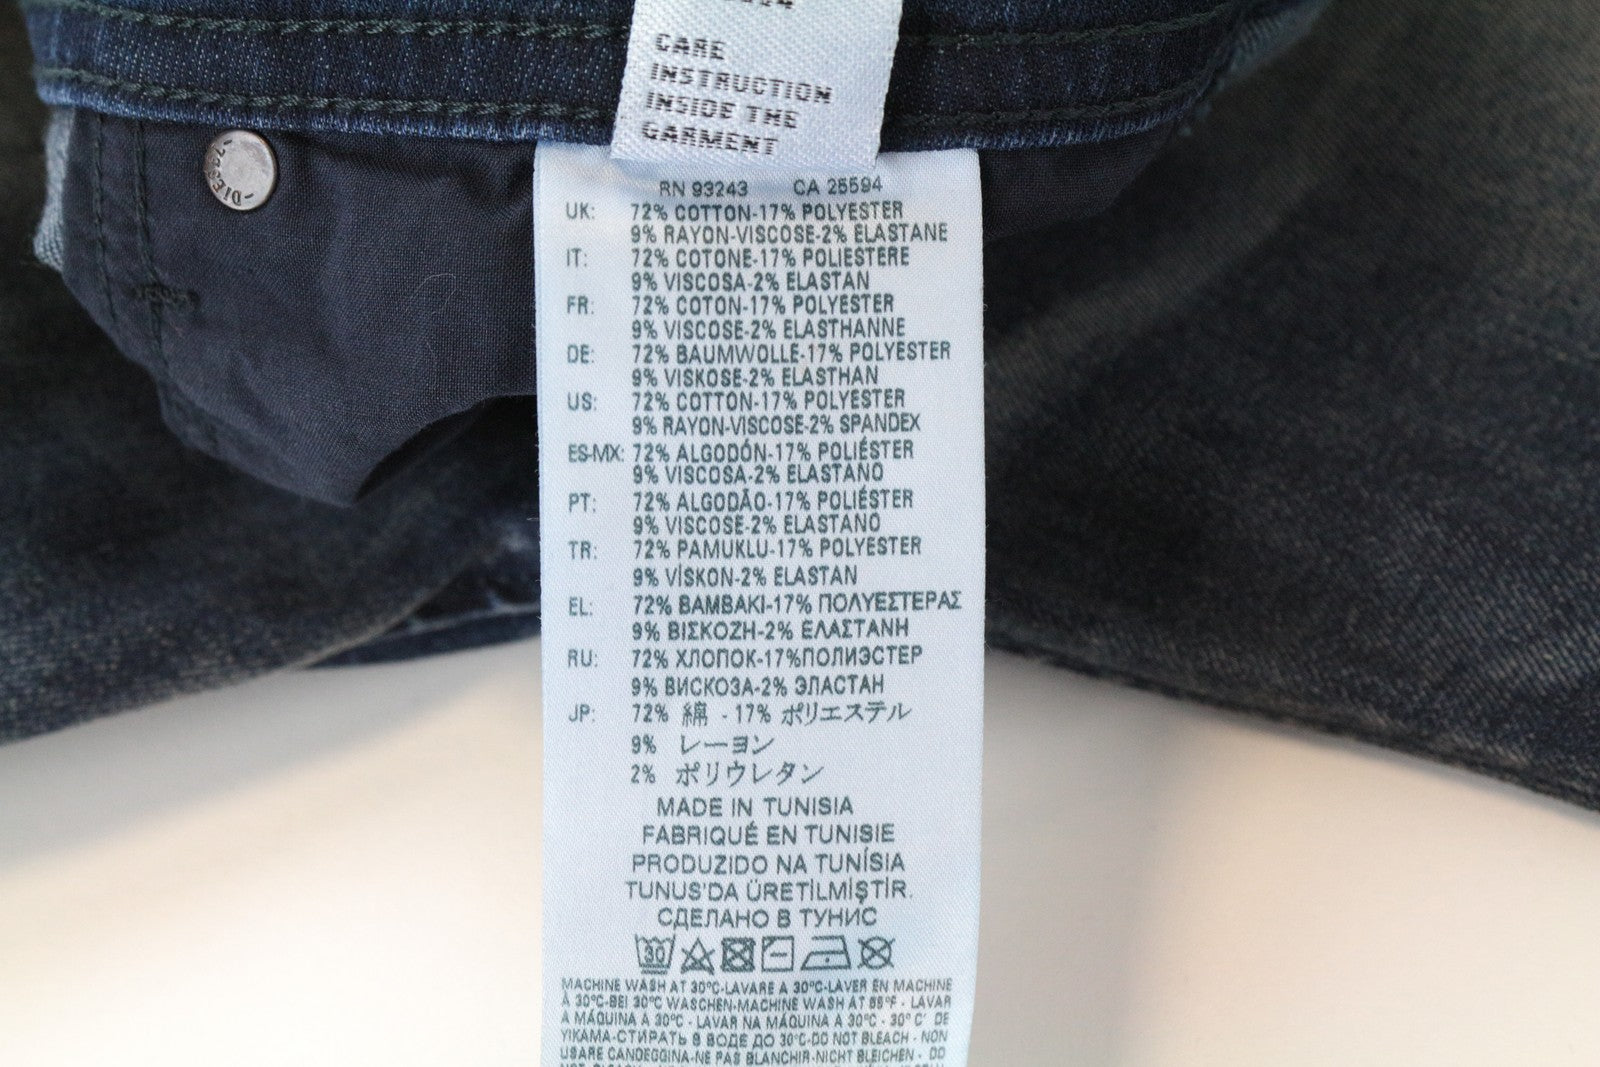 CARE
INSTRUCTION
INSIDE THE
GARMENT
DIESEL
RN 93243 CA 25594
UK: 72% COTTON-17% POLYESTER
9% RAYON-VISCOSE-2% ELASTANE
IT: 72% COTONE-17% POLIESTERE
9% VISCOSA-2% ELASTAN
FR: 72% COTON-17% POLYESTER
9% VISCOSE-2% ELASTHANNE
DE: 72% BAUMWOLLE-17% POLYESTER
9% VISKOSE-2% ELASTHAN
US: 72% COTTON-17% POLYESTER
9% RAYON-VISCOSE-2% SPANDEX
ES-MX: 72% ALGODÓN-17% POLIÉSTER
9% VISCOSA-2% ELASTANO
PT: 72% ALGODÃO-17% POLIÉSTER
9% VISCOSE-2% ELASTANO
TR: 72% PAMUKLU-17% POLYESTER
9% VİSKON-2% ELASTAN
EL: 72% ΒΑΜΒΑΚΙ-17% ΠΟΛΥΕΣΤΕΡΑΣ
9% ΒΙΣΚΟΖΗ-2% ΕΛΑΣΤΑΝΗ
RU: 72% ХЛОПОК-17%ПОЛИЭСТЕР
9% ВИСКОЗА-2% ЭЛАСТАН
JP: 72% 綿 - 17% ポリエステル
9% レーヨン
2% ポリウレタン
MADE IN TUNISIA
FABRIQUÉ EN TUNISIE
PRODUZIDO NA TUNÍSIA
TUNUS'DA ÜRETİLMİŞTİR.
СДЕЛАНО В ТУНИС
30
MACHINE WASH AT 30°C-LAVARE A 30°C-LAVER EN MACHINE
À 30°C-BEI 30°C WASCHEN-MACHINE WASH AT 85°F - LAVAR
A MÁQUINA À 30°C - LAVAR NA MÁQUINA À 30°C - 30° C' DE
YIKAMA-СТИРАТЬ В ВОДЕ ДО 30°C-DO NOT BLEACH - NON
USARE CANDEGGINA-NE PAS BLANCHIR-NICHT BLEICHEN - DO